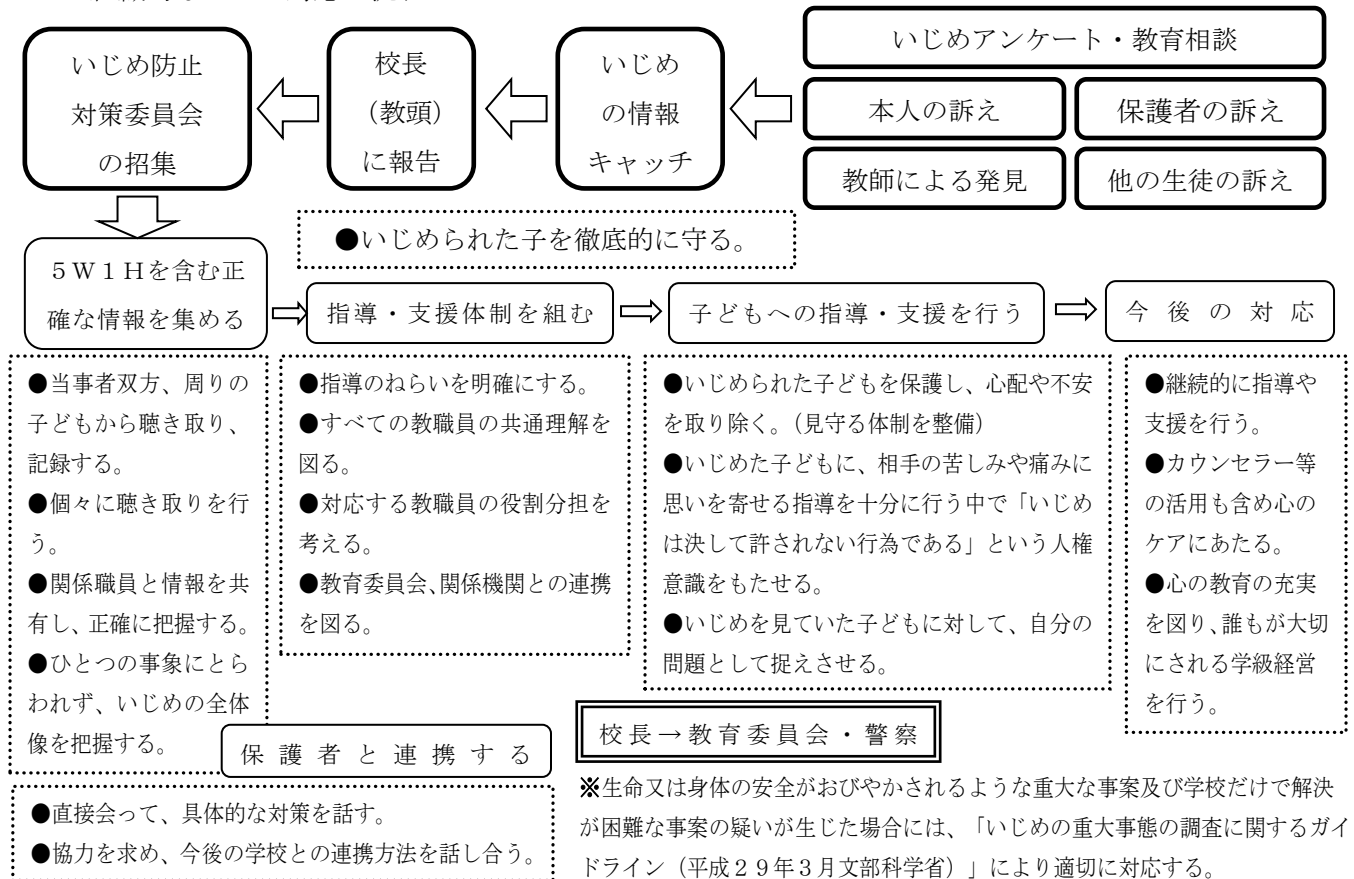 いじめアンケート・教育相談
本人の訴え
保護者の訴え
教師による発見
他の生徒の訴え
いじめ
の情報
キャッチ
校長
（教頭）
に報告
いじめ防止
対策委員会
の招集
●いじめられた子を徹底的に守る。
５Ｗ１Ｈを含む正
確な情報を集める
指導・支援体制を組む
子どもへの指導・支援を行う
今後の対応
●当事者双方、周りの
子どもから聴き取り、
記録する。
●個々に聴き取りを行
う。
●関係職員と情報を共
有し、正確に把握する。
●ひとつの事象にとら
われず、いじめの全体
像を把握する。
●指導のねらいを明確にする。
●すべての教職員の共通理解を
図る。
●対応する教職員の役割分担を
考える。
●教育委員会、関係機関との連携
を図る。
●いじめられた子どもを保護し、心配や不安
を取り除く。（見守る体制を整備）
●いじめた子どもに、相手の苦しみや痛みに
思いを寄せる指導を十分に行う中で「いじめ
は決して許されない行為である」という人権
意識をもたせる。
●いじめを見ていた子どもに対して、自分の
問題として捉えさせる。
●継続的に指導や
支援を行う。
●カウンセラー等
の活用も含め心の
ケアにあたる。
●心の教育の充実
を図り、誰もが大切
にされる学級経営
を行う。
保護者と連携する
●直接会って、具体的な対策を話す。
●協力を求め、今後の学校との連携方法を話し合う。
校長→教育委員会・警察
※生命又は身体の安全がおびやかされるような重大な事案及び学校だけで解決
が困難な事案の疑いが生じた場合には、「いじめの重大事態の調査に関するガイ
ドライン（平成２９年３月文部科学省）」により適切に対応する。